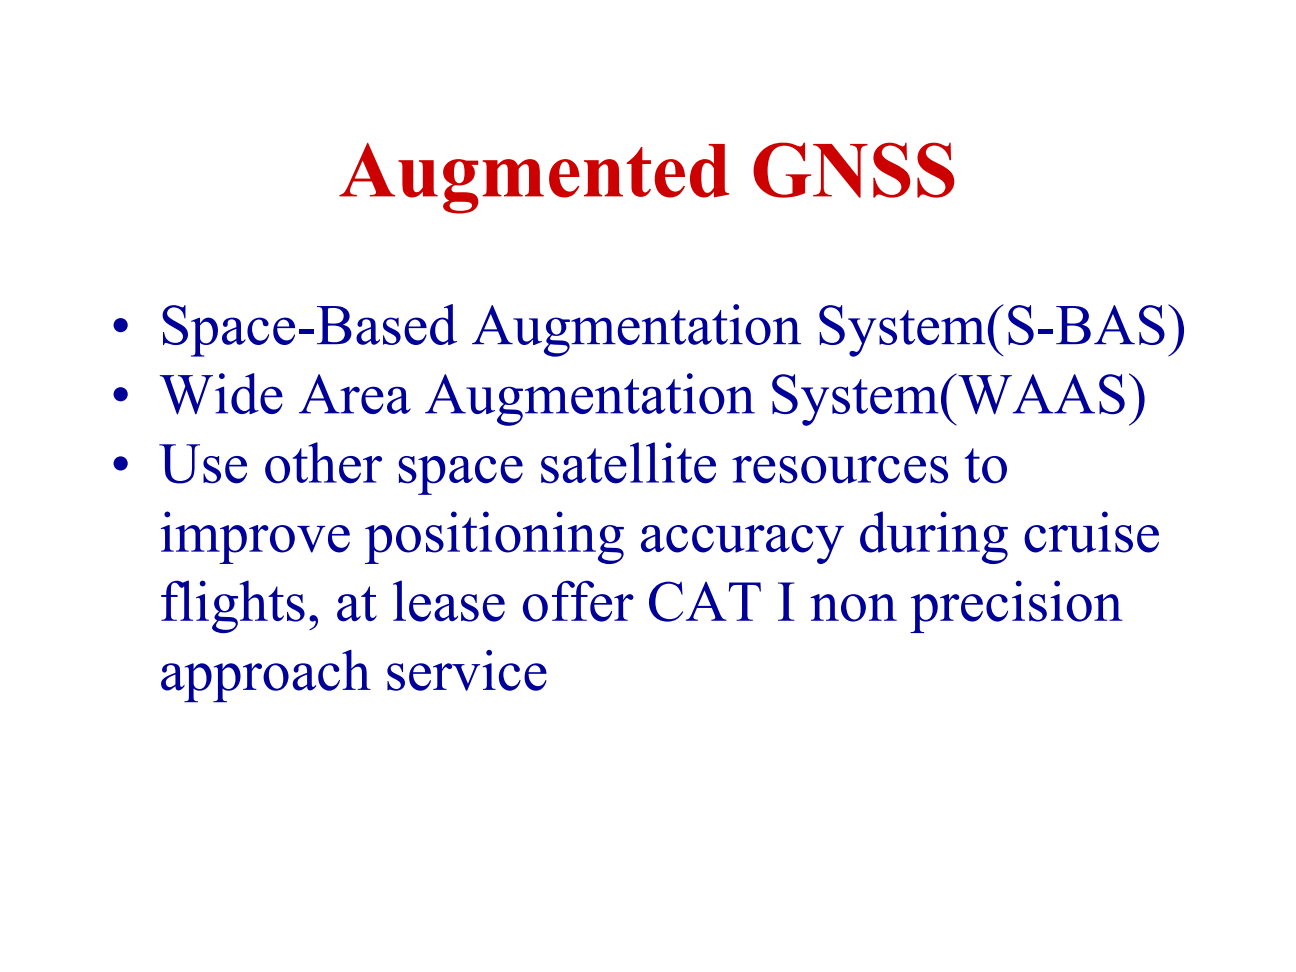 Augmented GNSS
• Space-Based Augmentation System(S-BAS)
• Wide Area Augmentation System(WAAS)
• Use other space satellite resources to
improve positioning accuracy during cruise
flights, at lease offer CAT I non precision
approach service